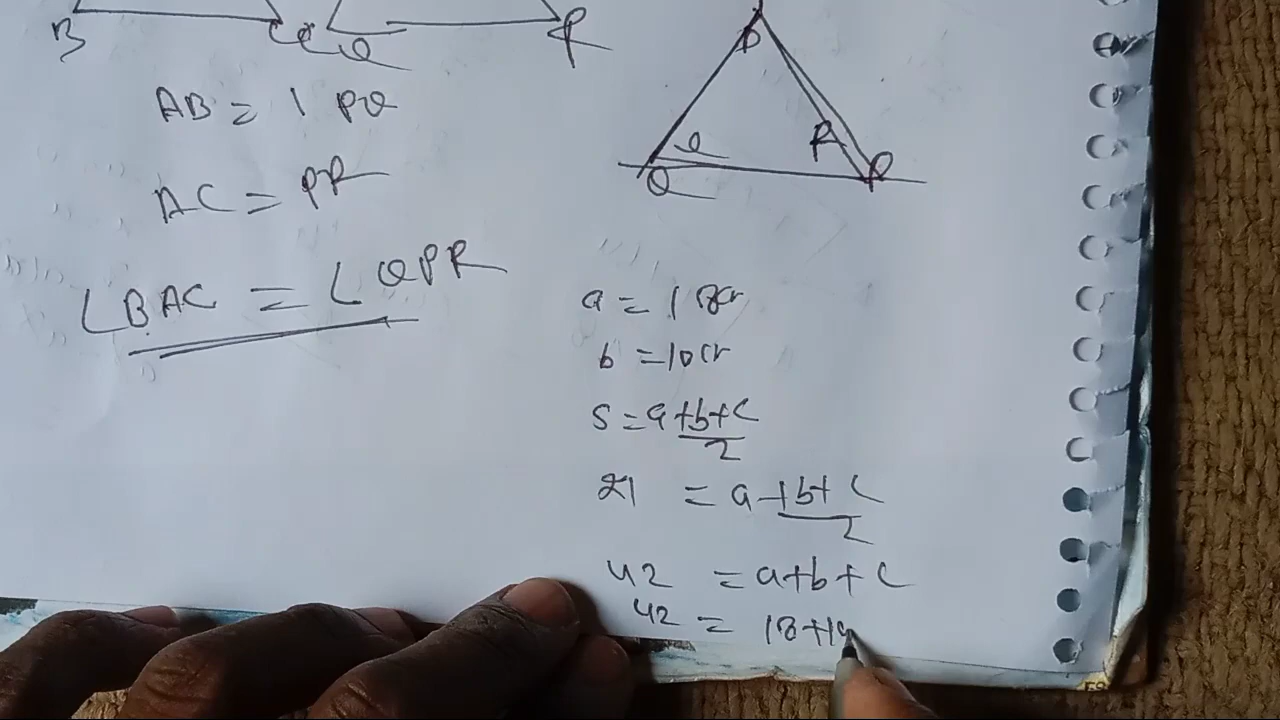 B C Q R
AB = 1 PQ
AC = PR
∠BAC = ∠QPR
P
Q R
Q R
a = 18cm
b = 10cm
S = a+b+c
2
21 = a+b+c
2
42 = a+b+c
42 = 18+10